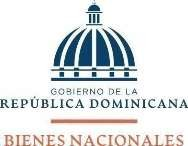 GOBIERNO DE LA
REPÚBLICA DOMINICANA
BIENES NACIONALES